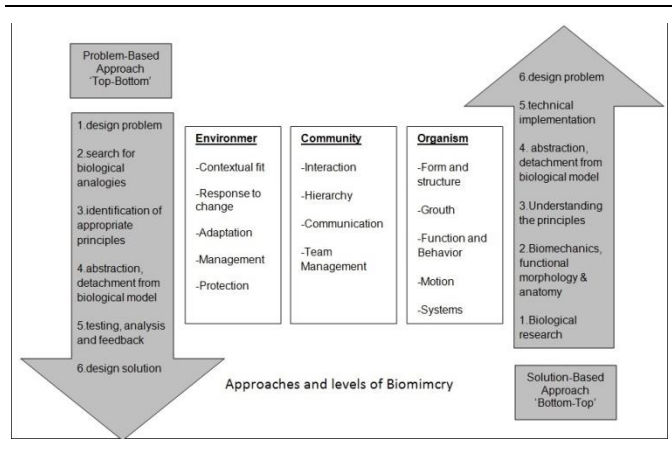 Problem-Based
Approach
'Top-Bottom'
1.design problem
2.search for
biological
analogies
3.identification of
appropriate
principles
4.abstraction,
detachment from
biological model
5.testing, analysis
and feedback
6.design solution
Environmer
-Contextual fit
-Response to
change
-Adaptation
-Management
-Protection
Community
-Interaction
-Hierarchy
-Communication
-Team
Management
Organism
-Form and
structure
-Grouth
-Function and
Behavior
-Motion
-Systems
6.design problem
5.technical
implementation
4. abstraction,
detachment from
biological model
3.Understanding
the principles
2.Biomechanics,
functional
morphology &
anatomy
1.Biological
research
Solution-Based
Approach
'Bottom-Top'
Approaches and levels of Biomimcry